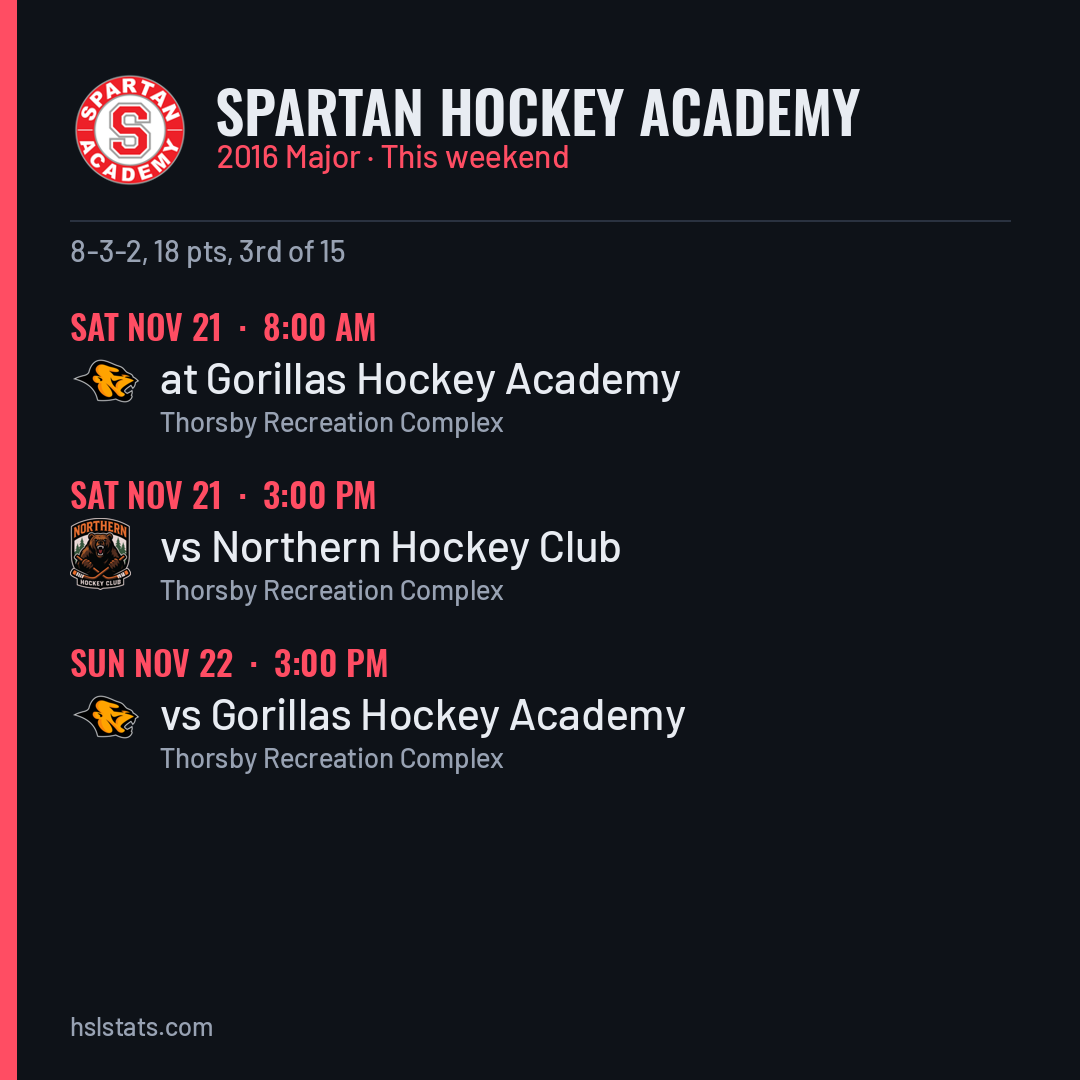 SPARTAN
S
ACADEMY
SPARTAN HOCKEY ACADEMY
2016 Major · This weekend
8-3-2, 18 pts, 3rd of 15
SAT NOV 21 · 8:00 AM
at Gorillas Hockey Academy
Thorsby Recreation Complex
SAT NOV 21 · 3:00 PM
NORTHERN
HOCKEY CLUB
vs Northern Hockey Club
Thorsby Recreation Complex
SUN NOV 22 · 3:00 PM
vs Gorillas Hockey Academy
Thorsby Recreation Complex
hslstats.com